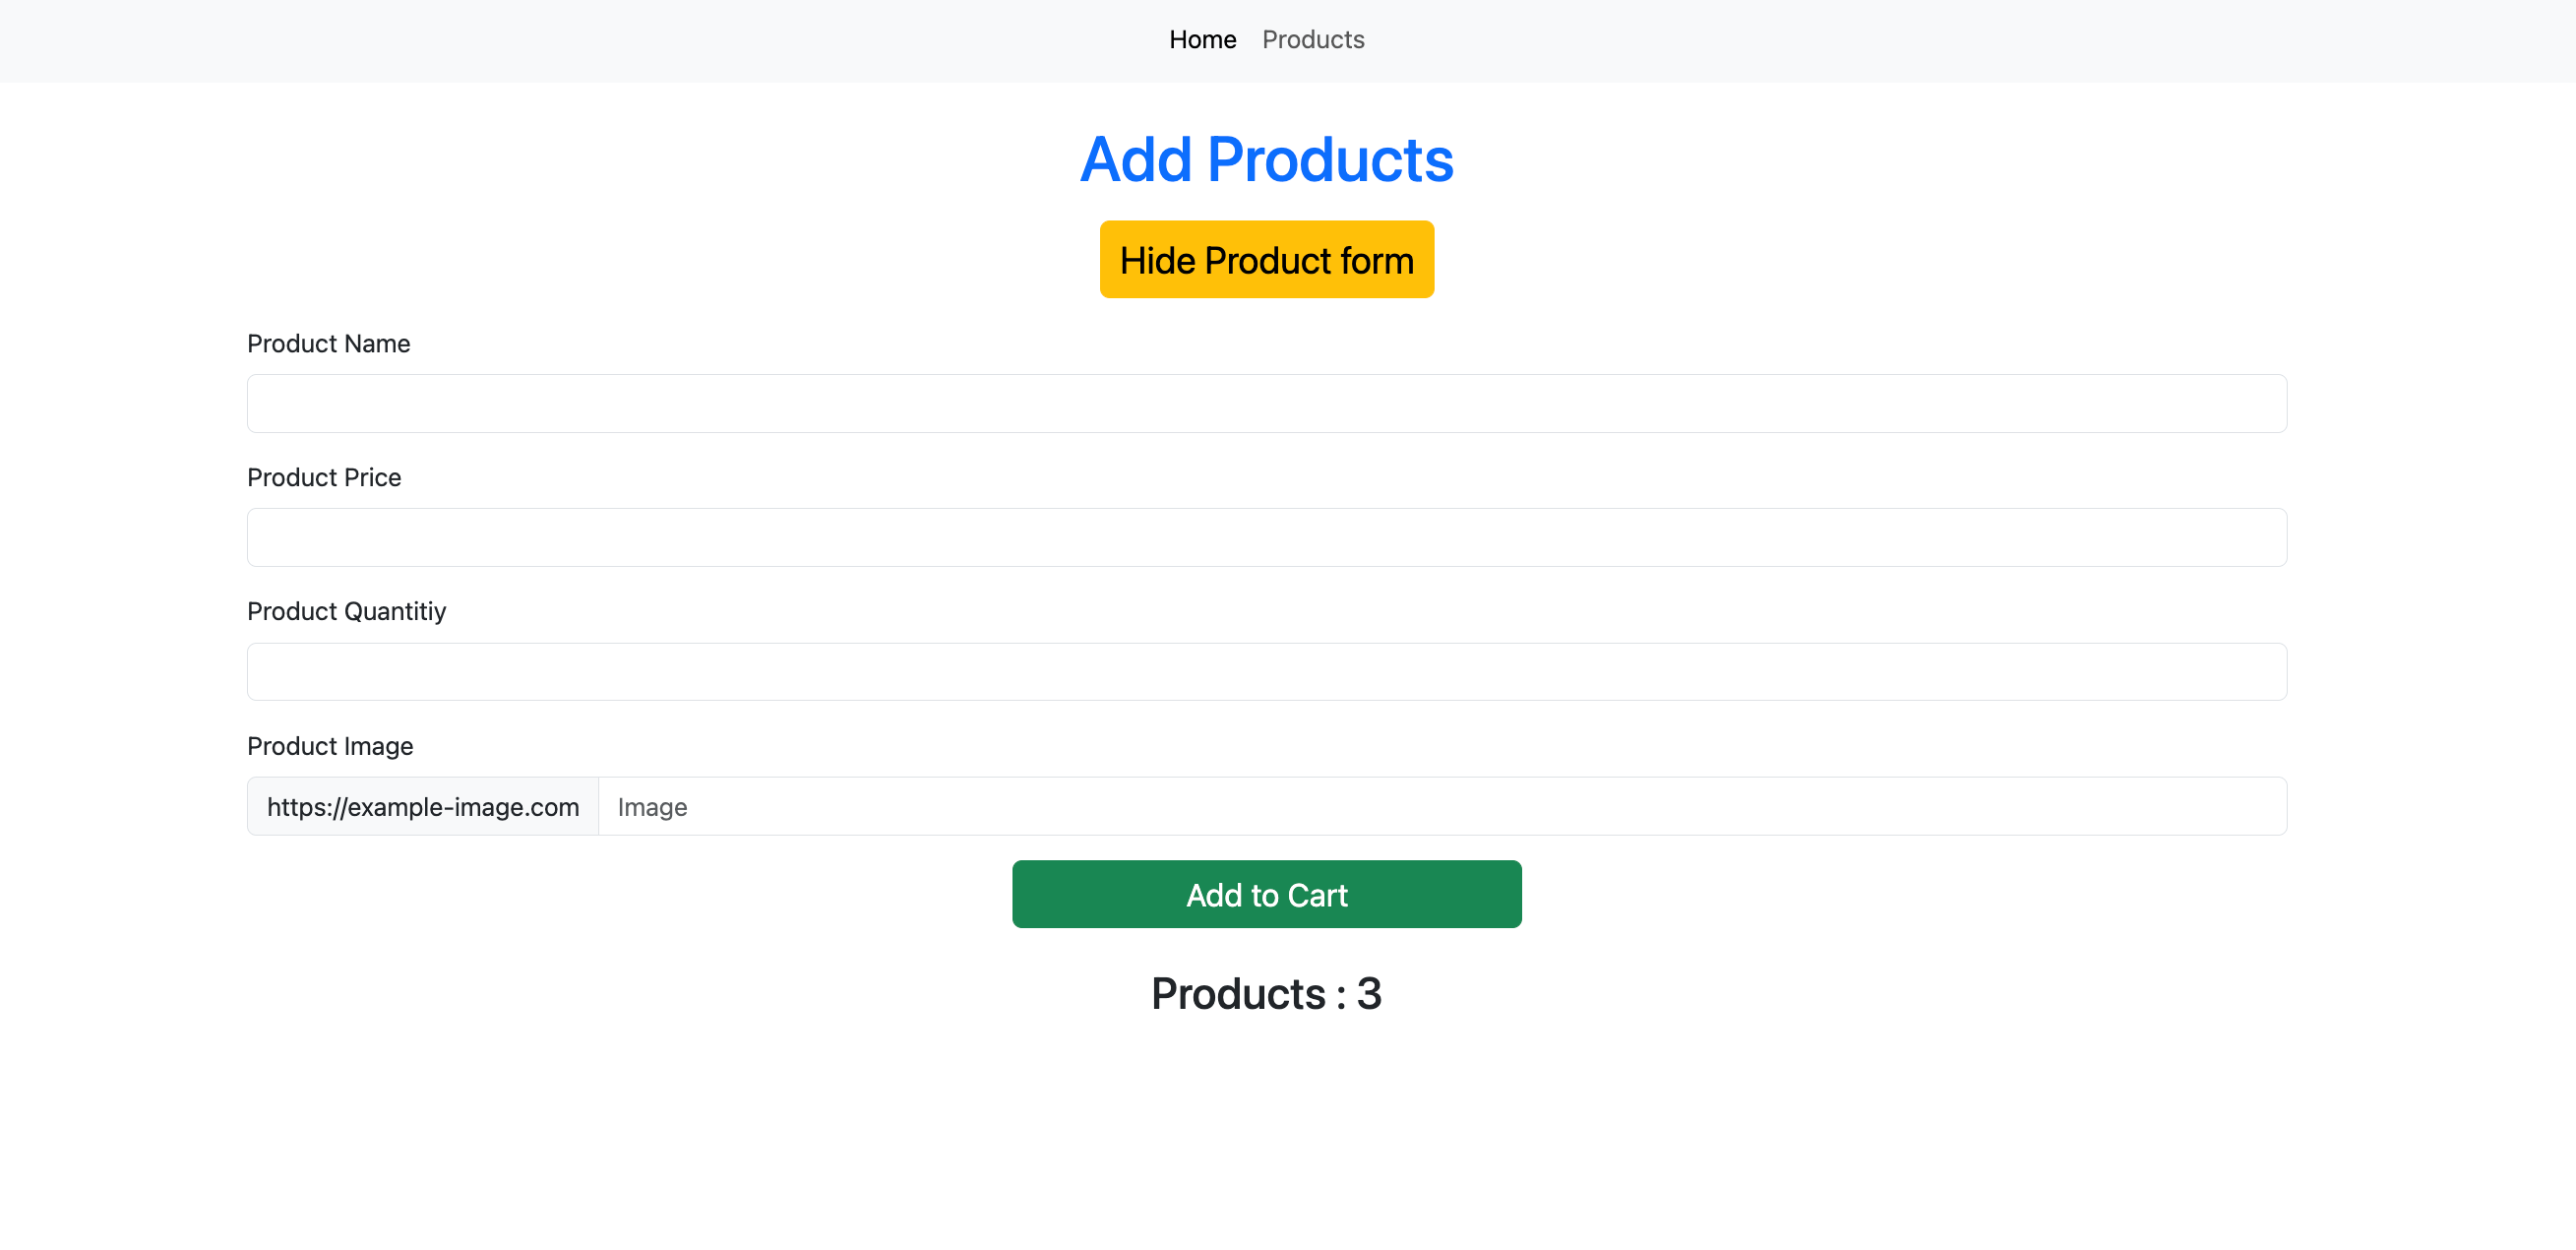 Home Products
Add Products
Hide Product form
Product Name
Product Price
Product Quantitiy
Product Image
https://example-image.com Image
Add to Cart
Products : 3